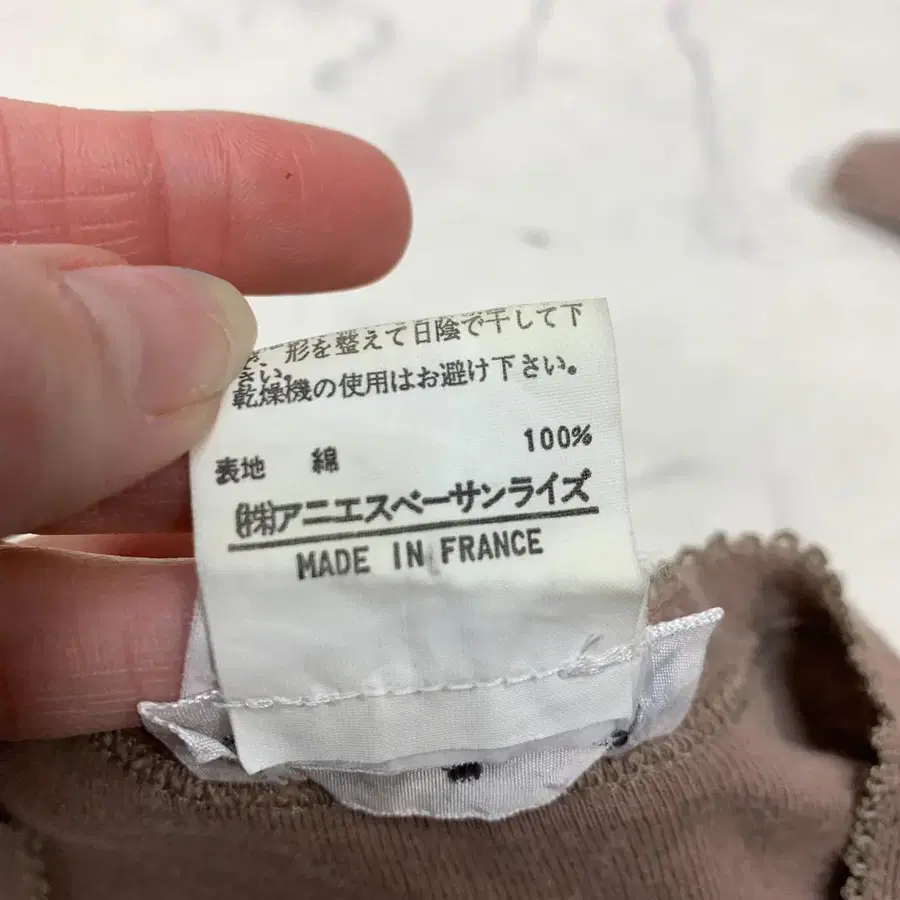 き、形を整えて日陰で干して下
さい。
乾燥機の使用はお避け下さい。
表地 綿 100%
(株)アニエスベーサンライズ
MADE IN FRANCE